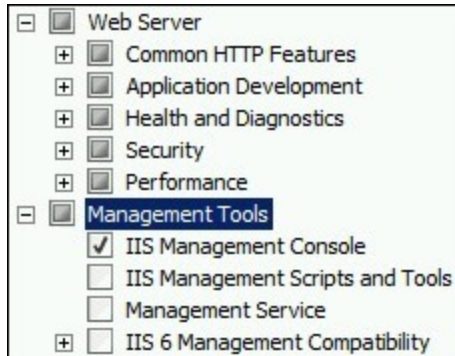 Web Server
Common HTTP Features
Application Development
Health and Diagnostics
Security
Performance
Management Tools
IIS Management Console
IIS Management Scripts and Tools
Management Service
IIS 6 Management Compatibility